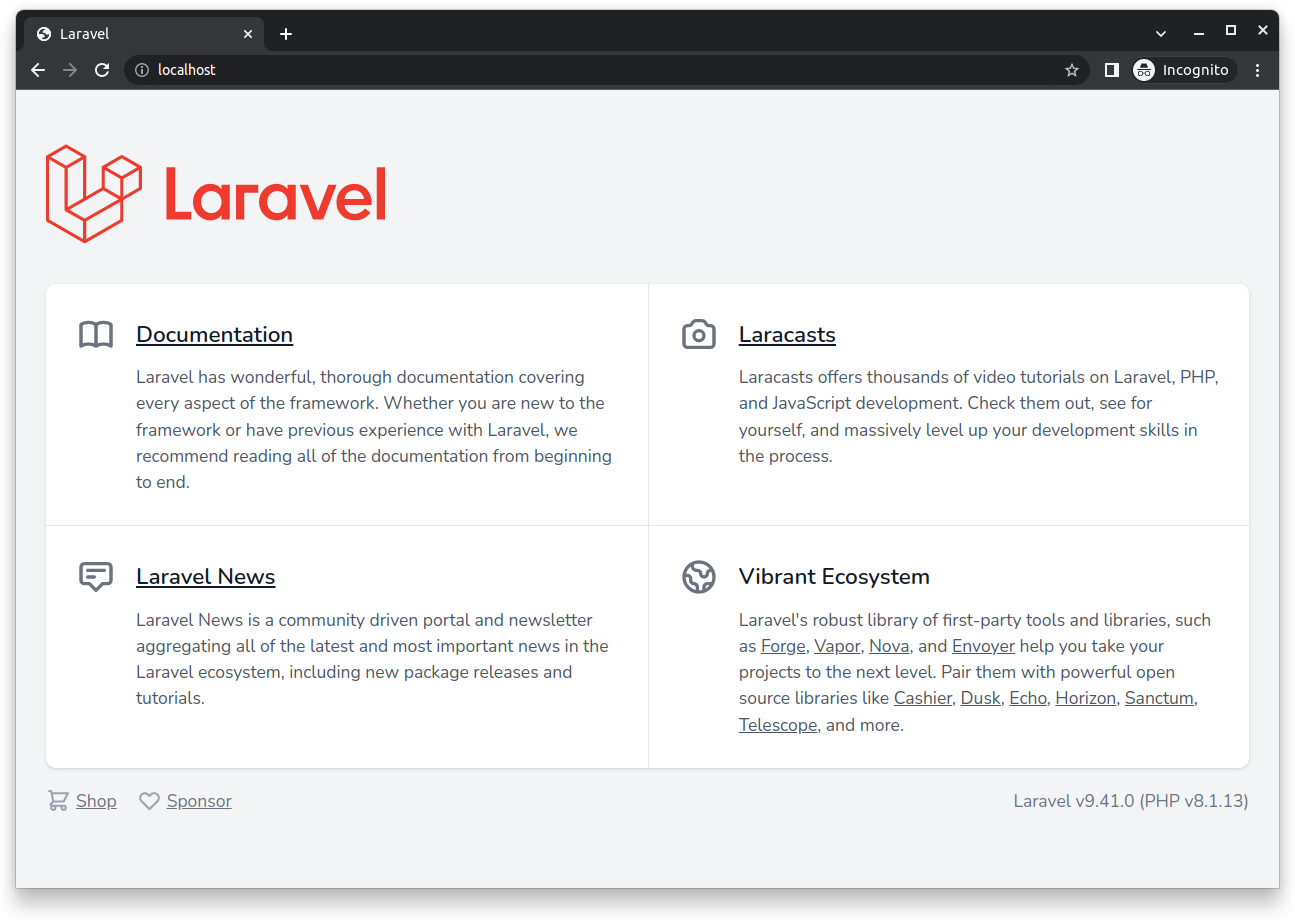 Laravel
localhost
Incognito
Laravel
Documentation
Laravel has wonderful, thorough documentation covering
every aspect of the framework. Whether you are new to the
framework or have previous experience with Laravel, we
recommend reading all of the documentation from beginning
to end.
Laracasts
Laracasts offers thousands of video tutorials on Laravel, PHP,
and JavaScript development. Check them out, see for
yourself, and massively level up your development skills in
the process.
Laravel News
Laravel News is a community driven portal and newsletter
aggregating all of the latest and most important news in the
Laravel ecosystem, including new package releases and
tutorials.
Vibrant Ecosystem
Laravel's robust library of first-party tools and libraries, such
as Forge, Vapor, Nova, and Envoyer help you take your
projects to the next level. Pair them with powerful open
source libraries like Cashier, Dusk, Echo, Horizon, Sanctum,
Telescope, and more.
Shop
Sponsor
Laravel v9.41.0 (PHP v8.1.13)